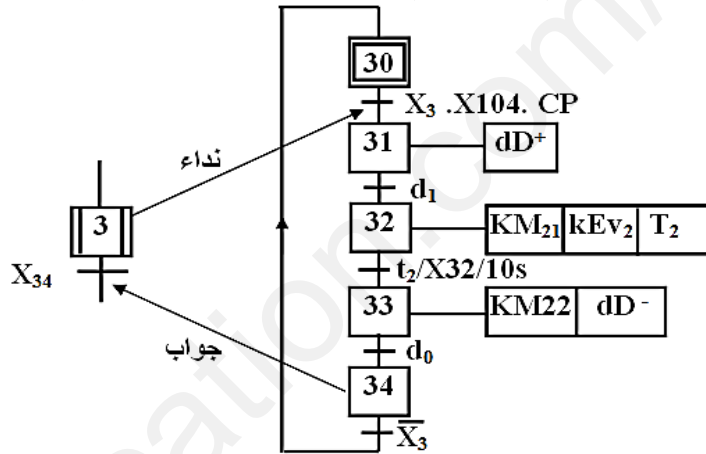 30
X₃ .X104. CP
31 dD⁺
نداء
d₁
3
32 KM₂₁ kEv₂ T₂
X₃₄
t₂/X32/10s
33 KM22 dD⁻
جواب
d₀
34
X̅₃